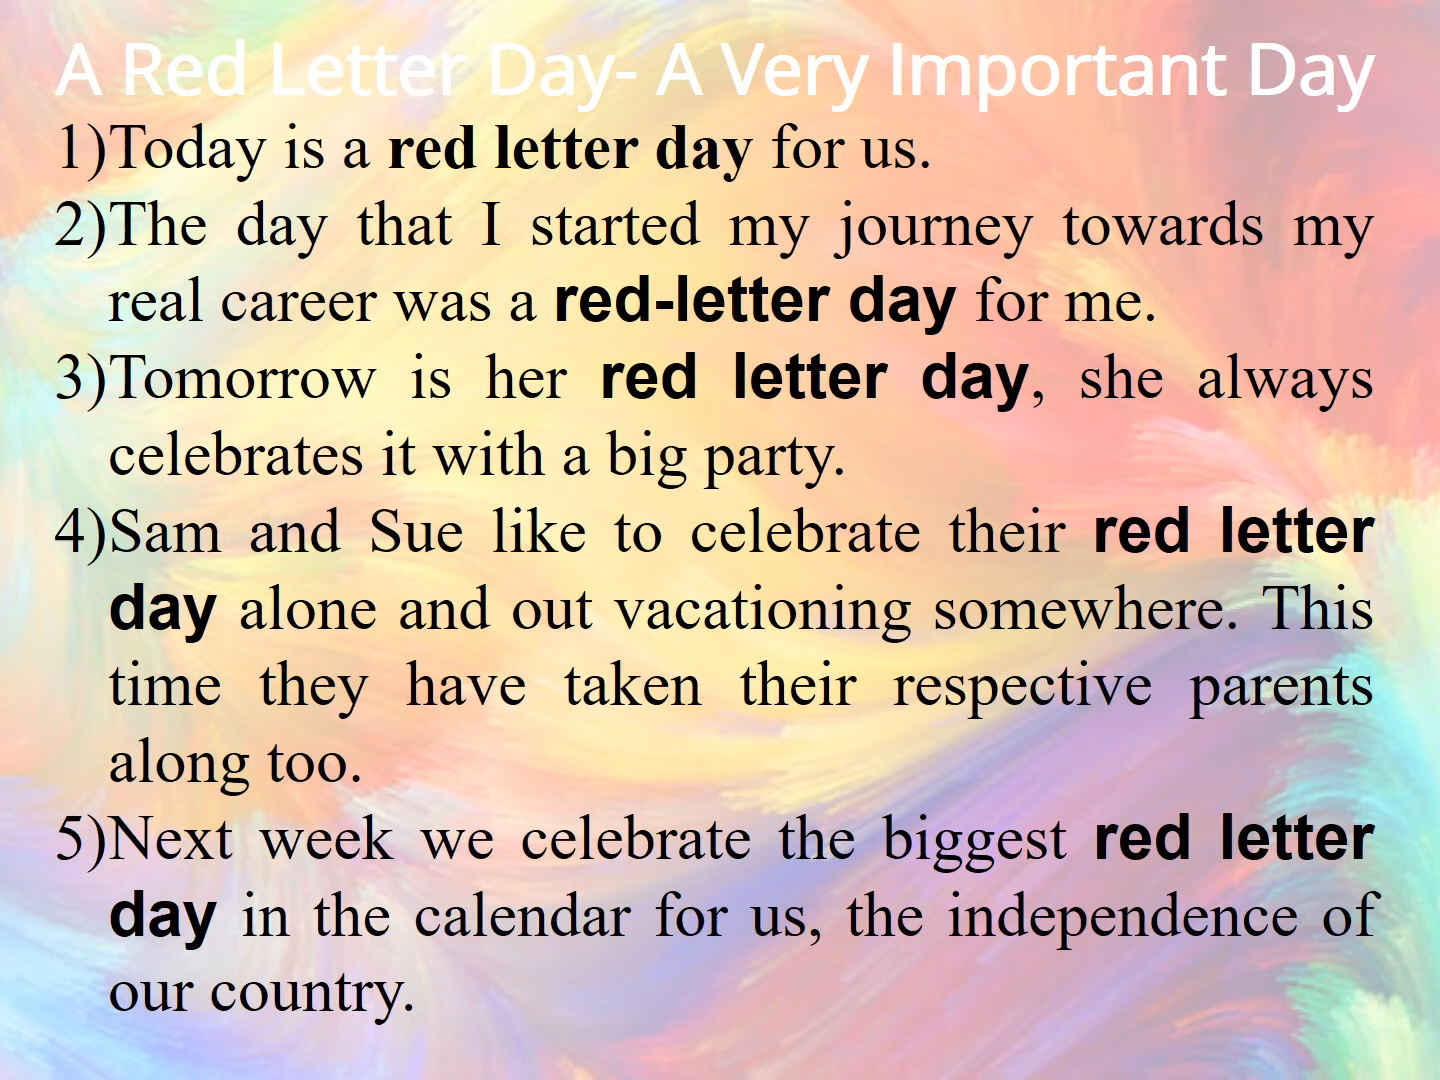 A Red Letter Day- A Very Important Day
1)Today is a red letter day for us.
2)The day that I started my journey towards my
real career was a red-letter day for me.
3)Tomorrow is her red letter day, she always
celebrates it with a big party.
4)Sam and Sue like to celebrate their red letter
day alone and out vacationing somewhere. This
time they have taken their respective parents
along too.
5)Next week we celebrate the biggest red letter
day in the calendar for us, the independence of
our country.